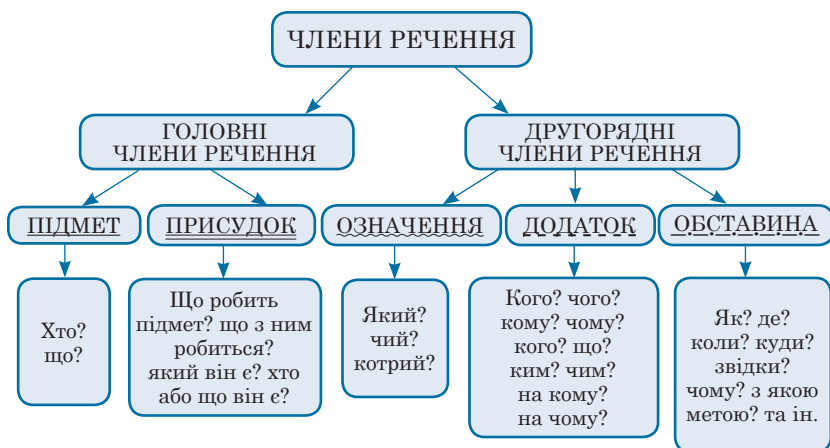 ЧЛЕНИ РЕЧЕННЯ
ГОЛОВНІ
ЧЛЕНИ РЕЧЕННЯ
ДРУГОРЯДНІ
ЧЛЕНИ РЕЧЕННЯ
ПІДМЕТ
ПРИСУДОК
ОЗНАЧЕННЯ
ДОДАТОК
ОБСТАВИНА
Хто?
що?
Що робить
підмет? що з ним
робиться?
який він є? хто
або що він є?
Який?
чий?
котрий?
Кого? чого?
кому? чому?
кого? що?
ким? чим?
на кому?
на чому?
Як? де?
коли? куди?
звідки?
чому? з якою
метою? та ін.